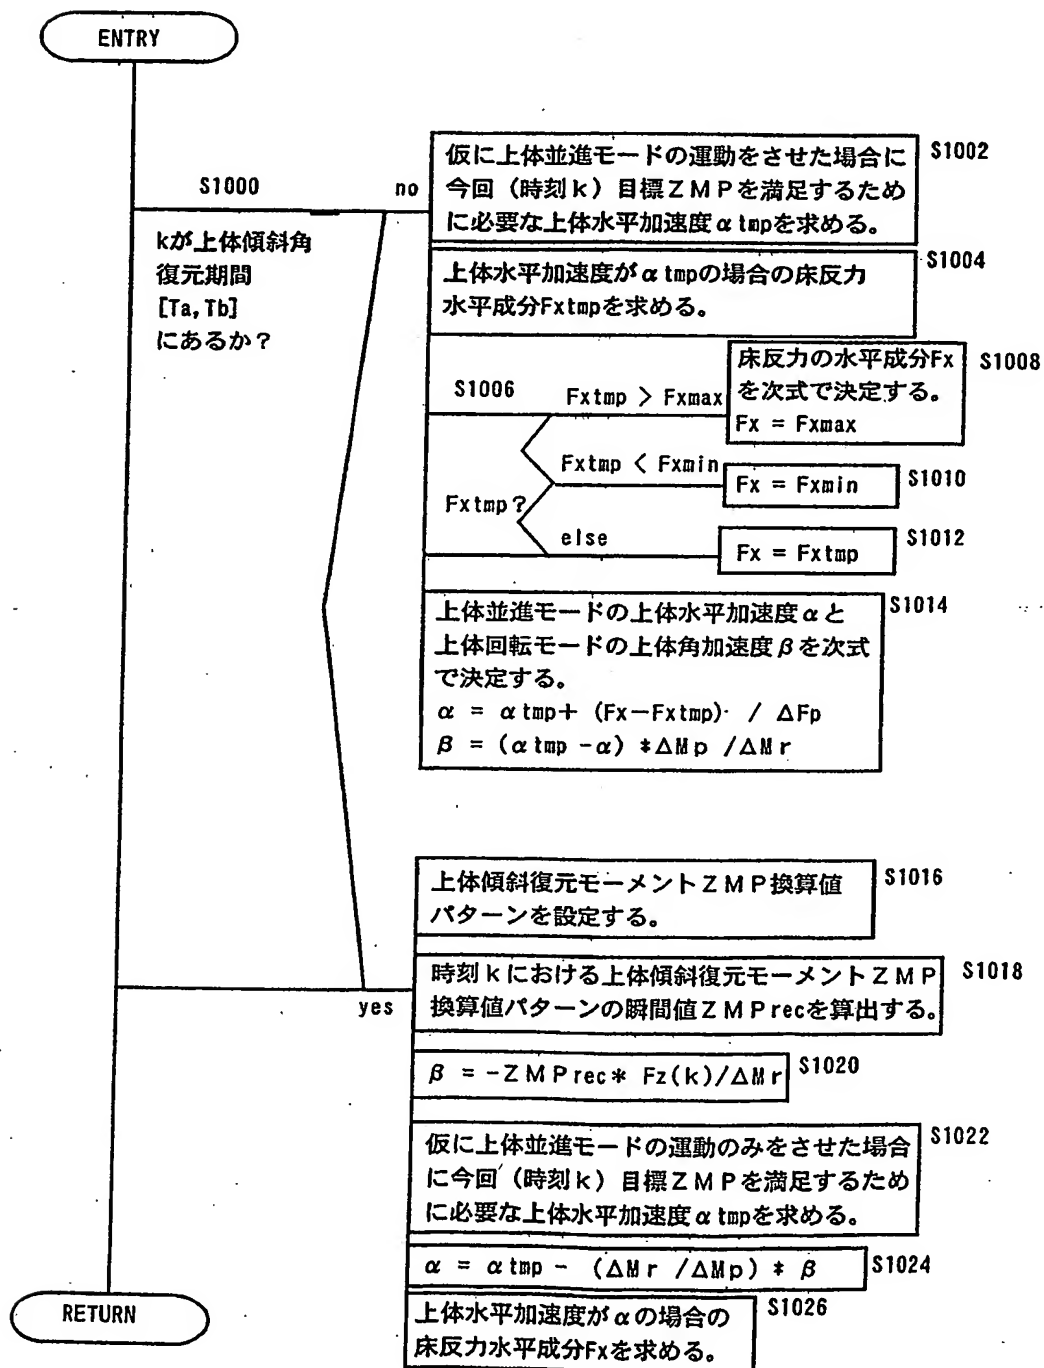 ENTRY
S1000
no
kが上体傾斜角
復元期間
[Ta,Tb]
にあるか？
仮に上体並進モードの運動をさせた場合に
今回（時刻k）目標ZMPを満足するため
に必要な上体水平加速度αtmpを求める。
S1002
上体水平加速度がαtmpの場合の床反力
水平成分Fxtmpを求める。
S1004
S1006
Fxtmp？
Fxtmp > Fxmax
床反力の水平成分Fx
を次式で決定する。
Fx = Fxmax
S1008
Fxtmp < Fxmin
Fx = Fxmin
S1010
else
Fx = Fxtmp
S1012
上体並進モードの上体水平加速度αと
上体回転モードの上体角加速度βを次式
で決定する。
α = αtmp+ (Fx-Fxtmp) / ΔFp
β = (αtmp -α) *ΔMp /ΔMr
S1014
yes
上体傾斜復元モーメントZMP換算値
パターンを設定する。
S1016
時刻kにおける上体傾斜復元モーメントZMP
換算値パターンの瞬間値ZMPrecを算出する。
S1018
β = -ZMPrec* Fz(k)/ΔMr
S1020
仮に上体並進モードの運動のみをさせた場合
に今回（時刻k）目標ZMPを満足するため
に必要な上体水平加速度αtmpを求める。
S1022
α = αtmp - (ΔMr /ΔMp) * β
S1024
上体水平加速度がαの場合の
床反力水平成分Fxを求める。
S1026
RETURN